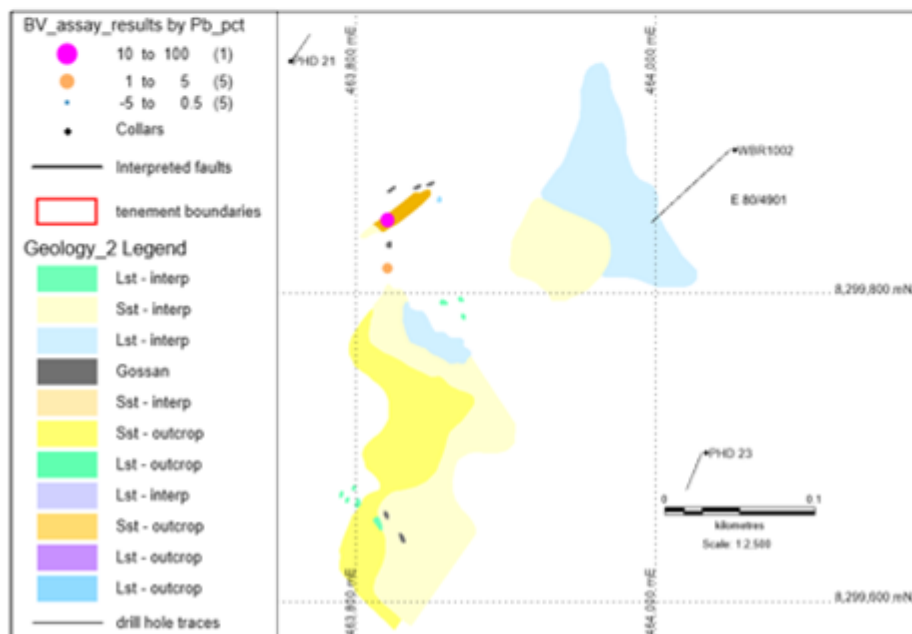 BV_assay_results by Pb_pct
10 to 100 (1)
1 to 5 (5)
-5 to 0.5 (5)
Collars
Interpreted faults
tenement boundaries
Geology_2 Legend
Lst - interp
Sst - interp
Lst - interp
Gossan
Sst - interp
Sst - outcrop
Lst - outcrop
Lst - interp
Sst - outcrop
Lst - outcrop
Lst - outcrop
drill hole traces
PHD 21
463,800 mE
464,000 mE
WBR1002
E 80/4901
8,299,800 mN
PHD 23
0 0.1
kilometres
Scale: 1:2,500
463,800 mE
464,000 mE
8,299,600 mN